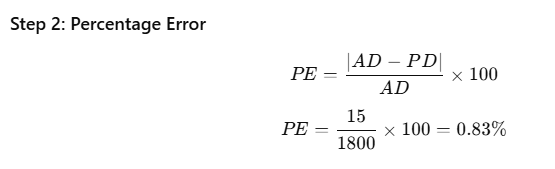 Step 2: Percentage Error
PE = |AD − PD| / AD × 100
PE = 15 / 1800 × 100 = 0.83%